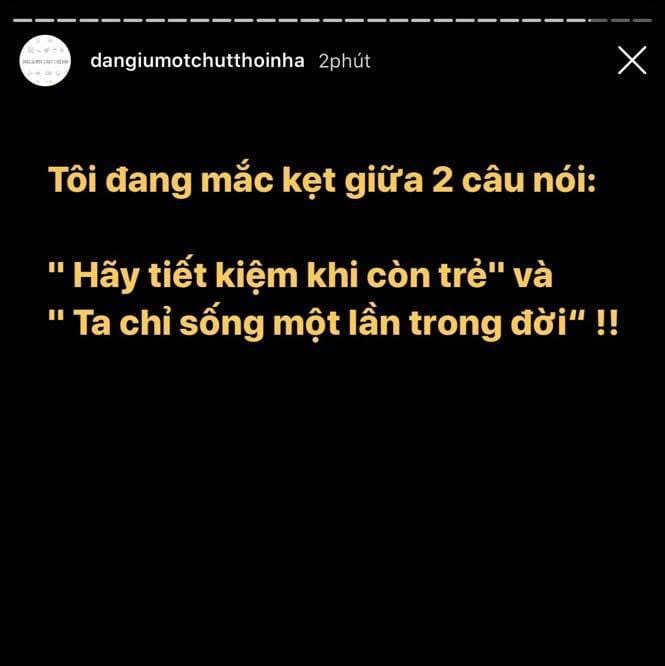 dangiumotchutthoinha 2phút
Tôi đang mắc kẹt giữa 2 câu nói:
" Hãy tiết kiệm khi còn trẻ" và
" Ta chỉ sống một lần trong đời“ !!